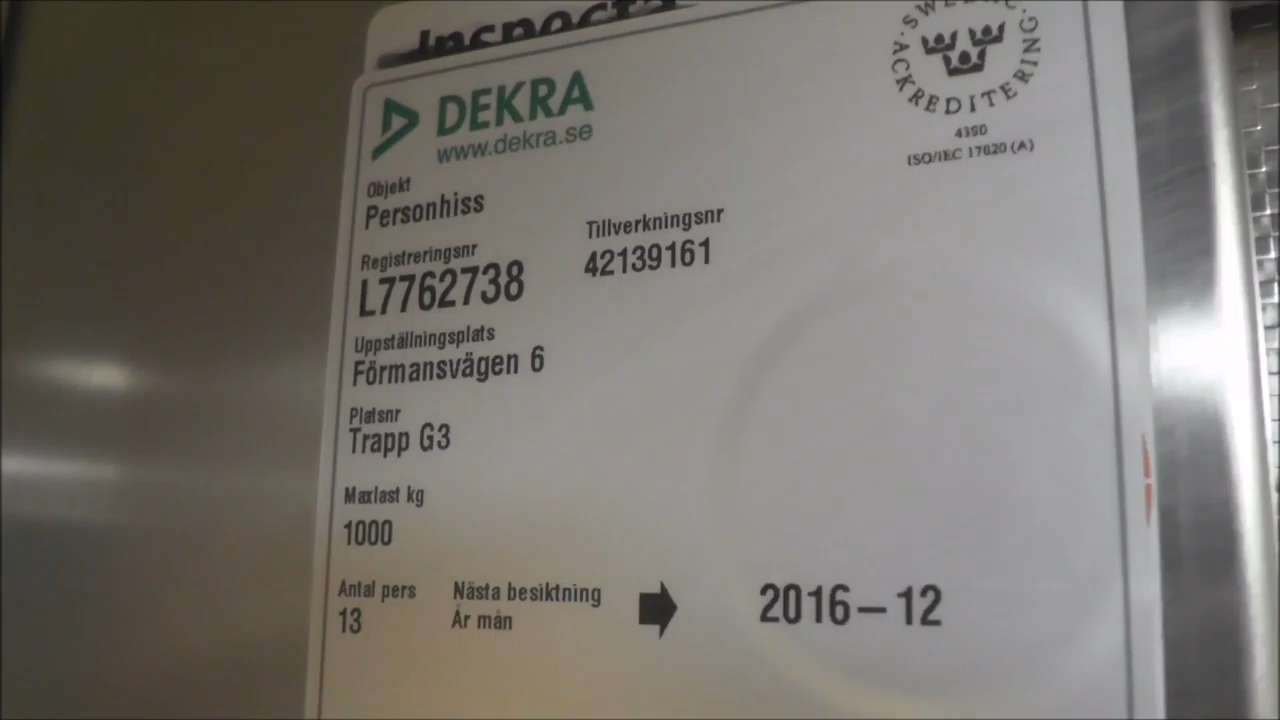 DEKRA
www.dekra.se
ACKREDITERING
4390
ISO/IEC 17020 (A)
Objekt
Personhiss
Registreringsnr
L7762738
Tillverkningsnr
42139161
Uppställningsplats
Förmansvägen 6
Platsnr
Trapp G3
Maxlast kg
1000
Antal pers
13
Nästa besiktning
År mån
2016-12